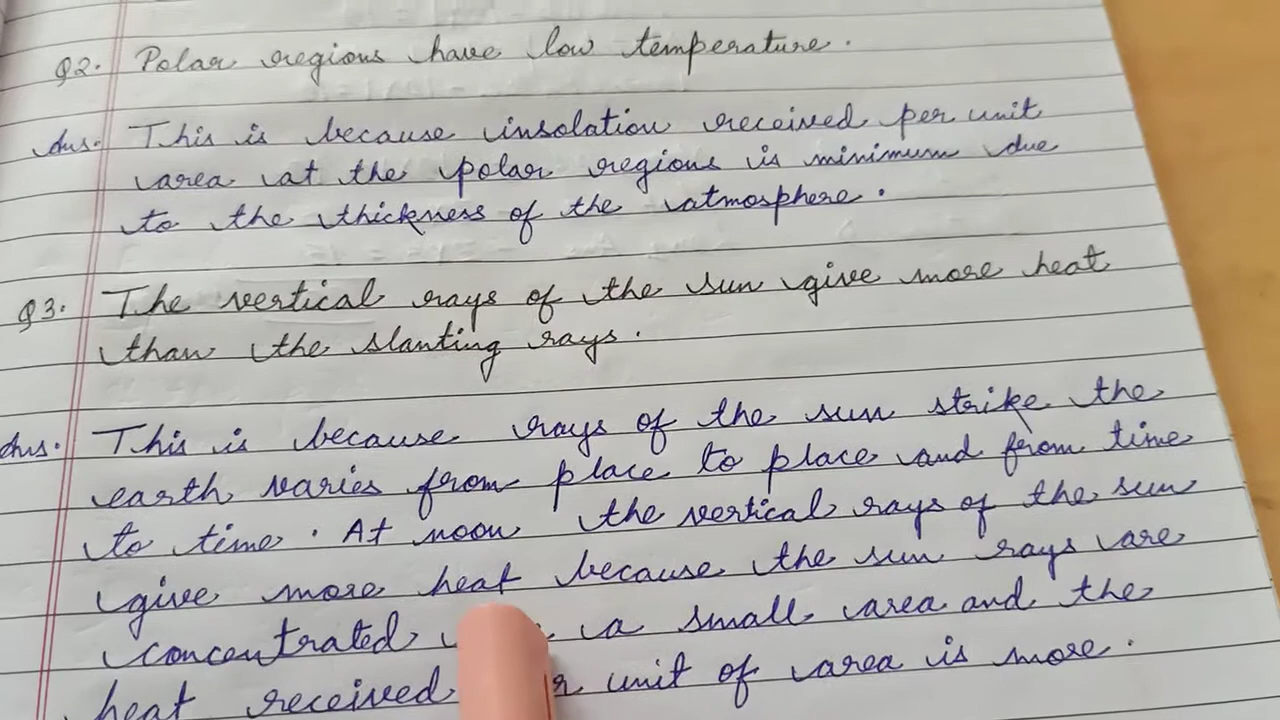 Q2. Polar regions have low temperature.
Ans. This is because insolation received per unit
area at the polar regions is minimum due
to the thickness of the atmosphere.
Q3. The vertical rays of the sun give more heat
than the slanting rays.
Ans. This is because rays of the sun strike the
earth varies from place to place and from time
to time. At noon the vertical rays of the sun
give more heat because the sun rays are
concentrated a small area and the
heat received unit of area is more.